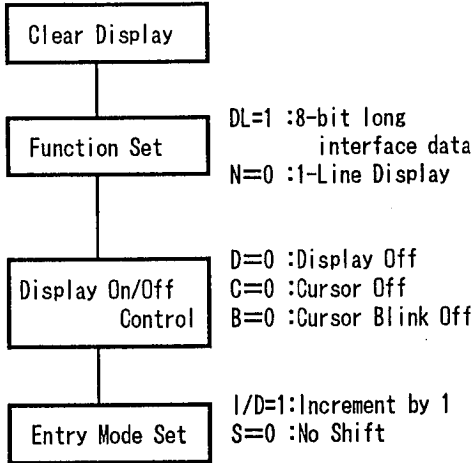 Clear Display
Function Set
DL=1 :8-bit long
interface data
N=0 :1-Line Display
Display On/Off
Control
D=0 :Display Off
C=0 :Cursor Off
B=0 :Cursor Blink Off
Entry Mode Set
I/D=1:Increment by 1
S=0 :No Shift